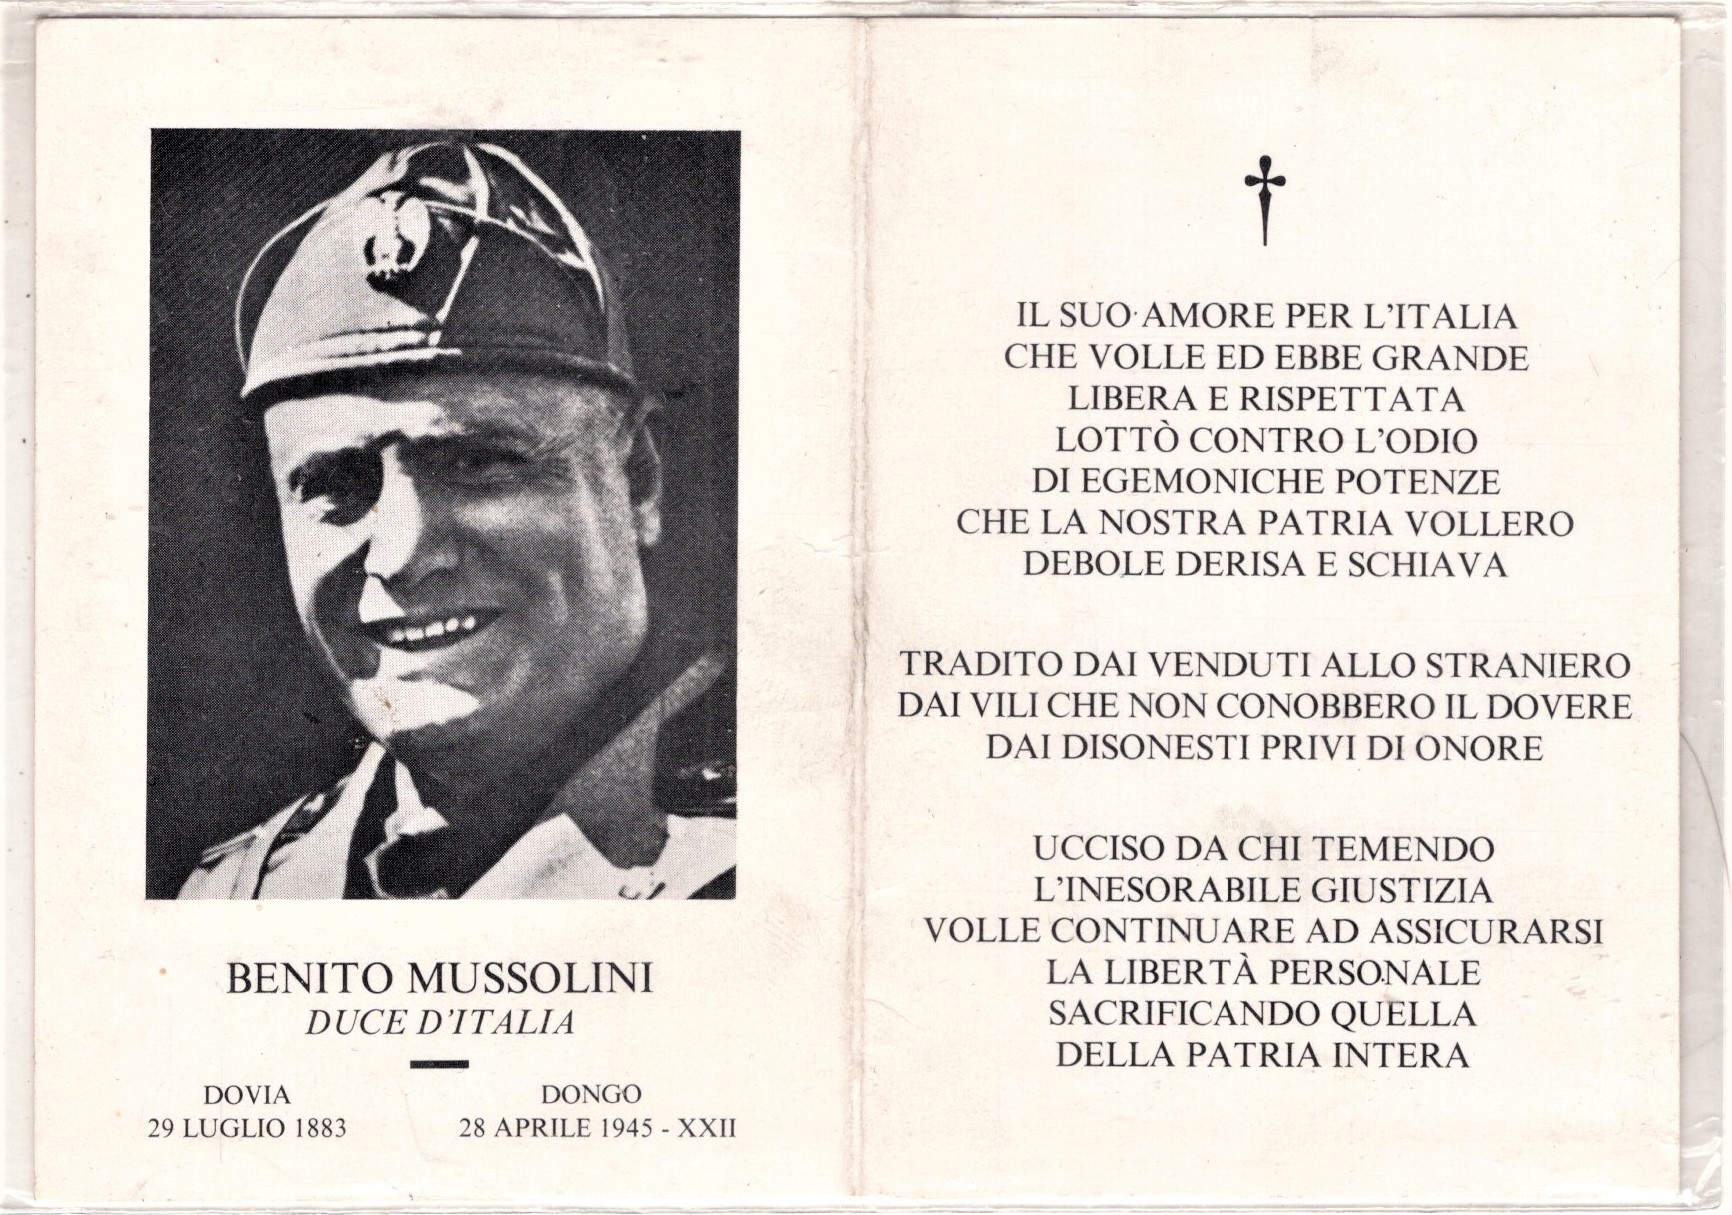 BENITO MUSSOLINI
DUCE D'ITALIA
DOVIA
29 LUGLIO 1883
DONGO
28 APRILE 1945 - XXII
IL SUO AMORE PER L'ITALIA
CHE VOLLE ED EBBE GRANDE
LIBERA E RISPETTATA
LOTTÒ CONTRO L'ODIO
DI EGEMONICHE POTENZE
CHE LA NOSTRA PATRIA VOLLERO
DEBOLE DERISA E SCHIAVA
TRADITO DAI VENDUTI ALLO STRANIERO
DAI VILI CHE NON CONOBBERO IL DOVERE
DAI DISONESTI PRIVI DI ONORE
UCCISO DA CHI TEMENDO
L'INESORABILE GIUSTIZIA
VOLLE CONTINUARE AD ASSICURARSI
LA LIBERTÀ PERSONALE
SACRIFICANDO QUELLA
DELLA PATRIA INTERA